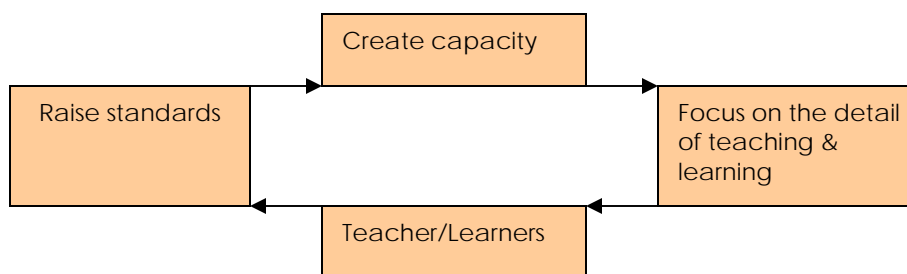 Create capacity
Raise standards
Focus on the detail
of teaching &
learning
Teacher/Learners